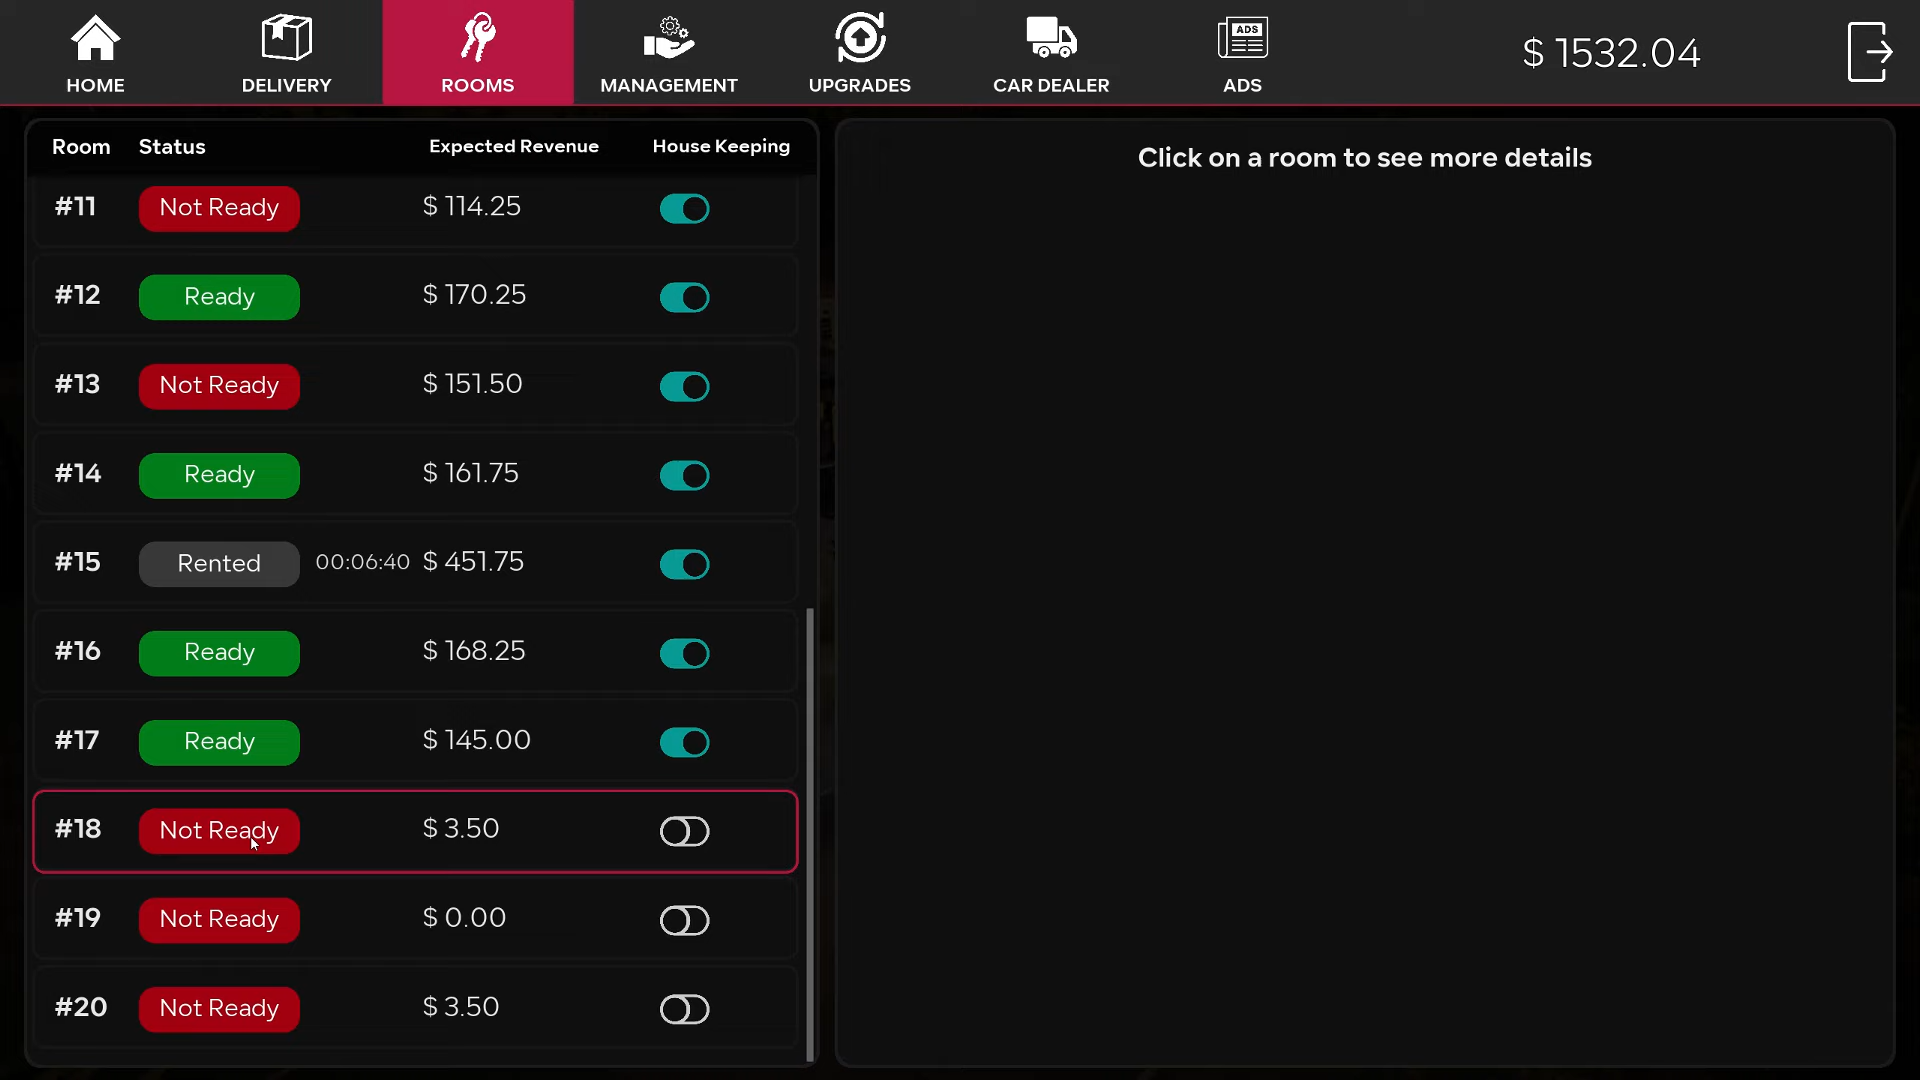 HOME DELIVERY ROOMS MANAGEMENT UPGRADES CAR DEALER ADS $ 1532.04
ADS
Room Status Expected Revenue House Keeping
Click on a room to see more details
#11 Not Ready $ 114.25
#12 Ready $ 170.25
#13 Not Ready $ 151.50
#14 Ready $ 161.75
#15 Rented 00:06:40 $ 451.75
#16 Ready $ 168.25
#17 Ready $ 145.00
#18 Not Ready $ 3.50
#19 Not Ready $ 0.00
#20 Not Ready $ 3.50